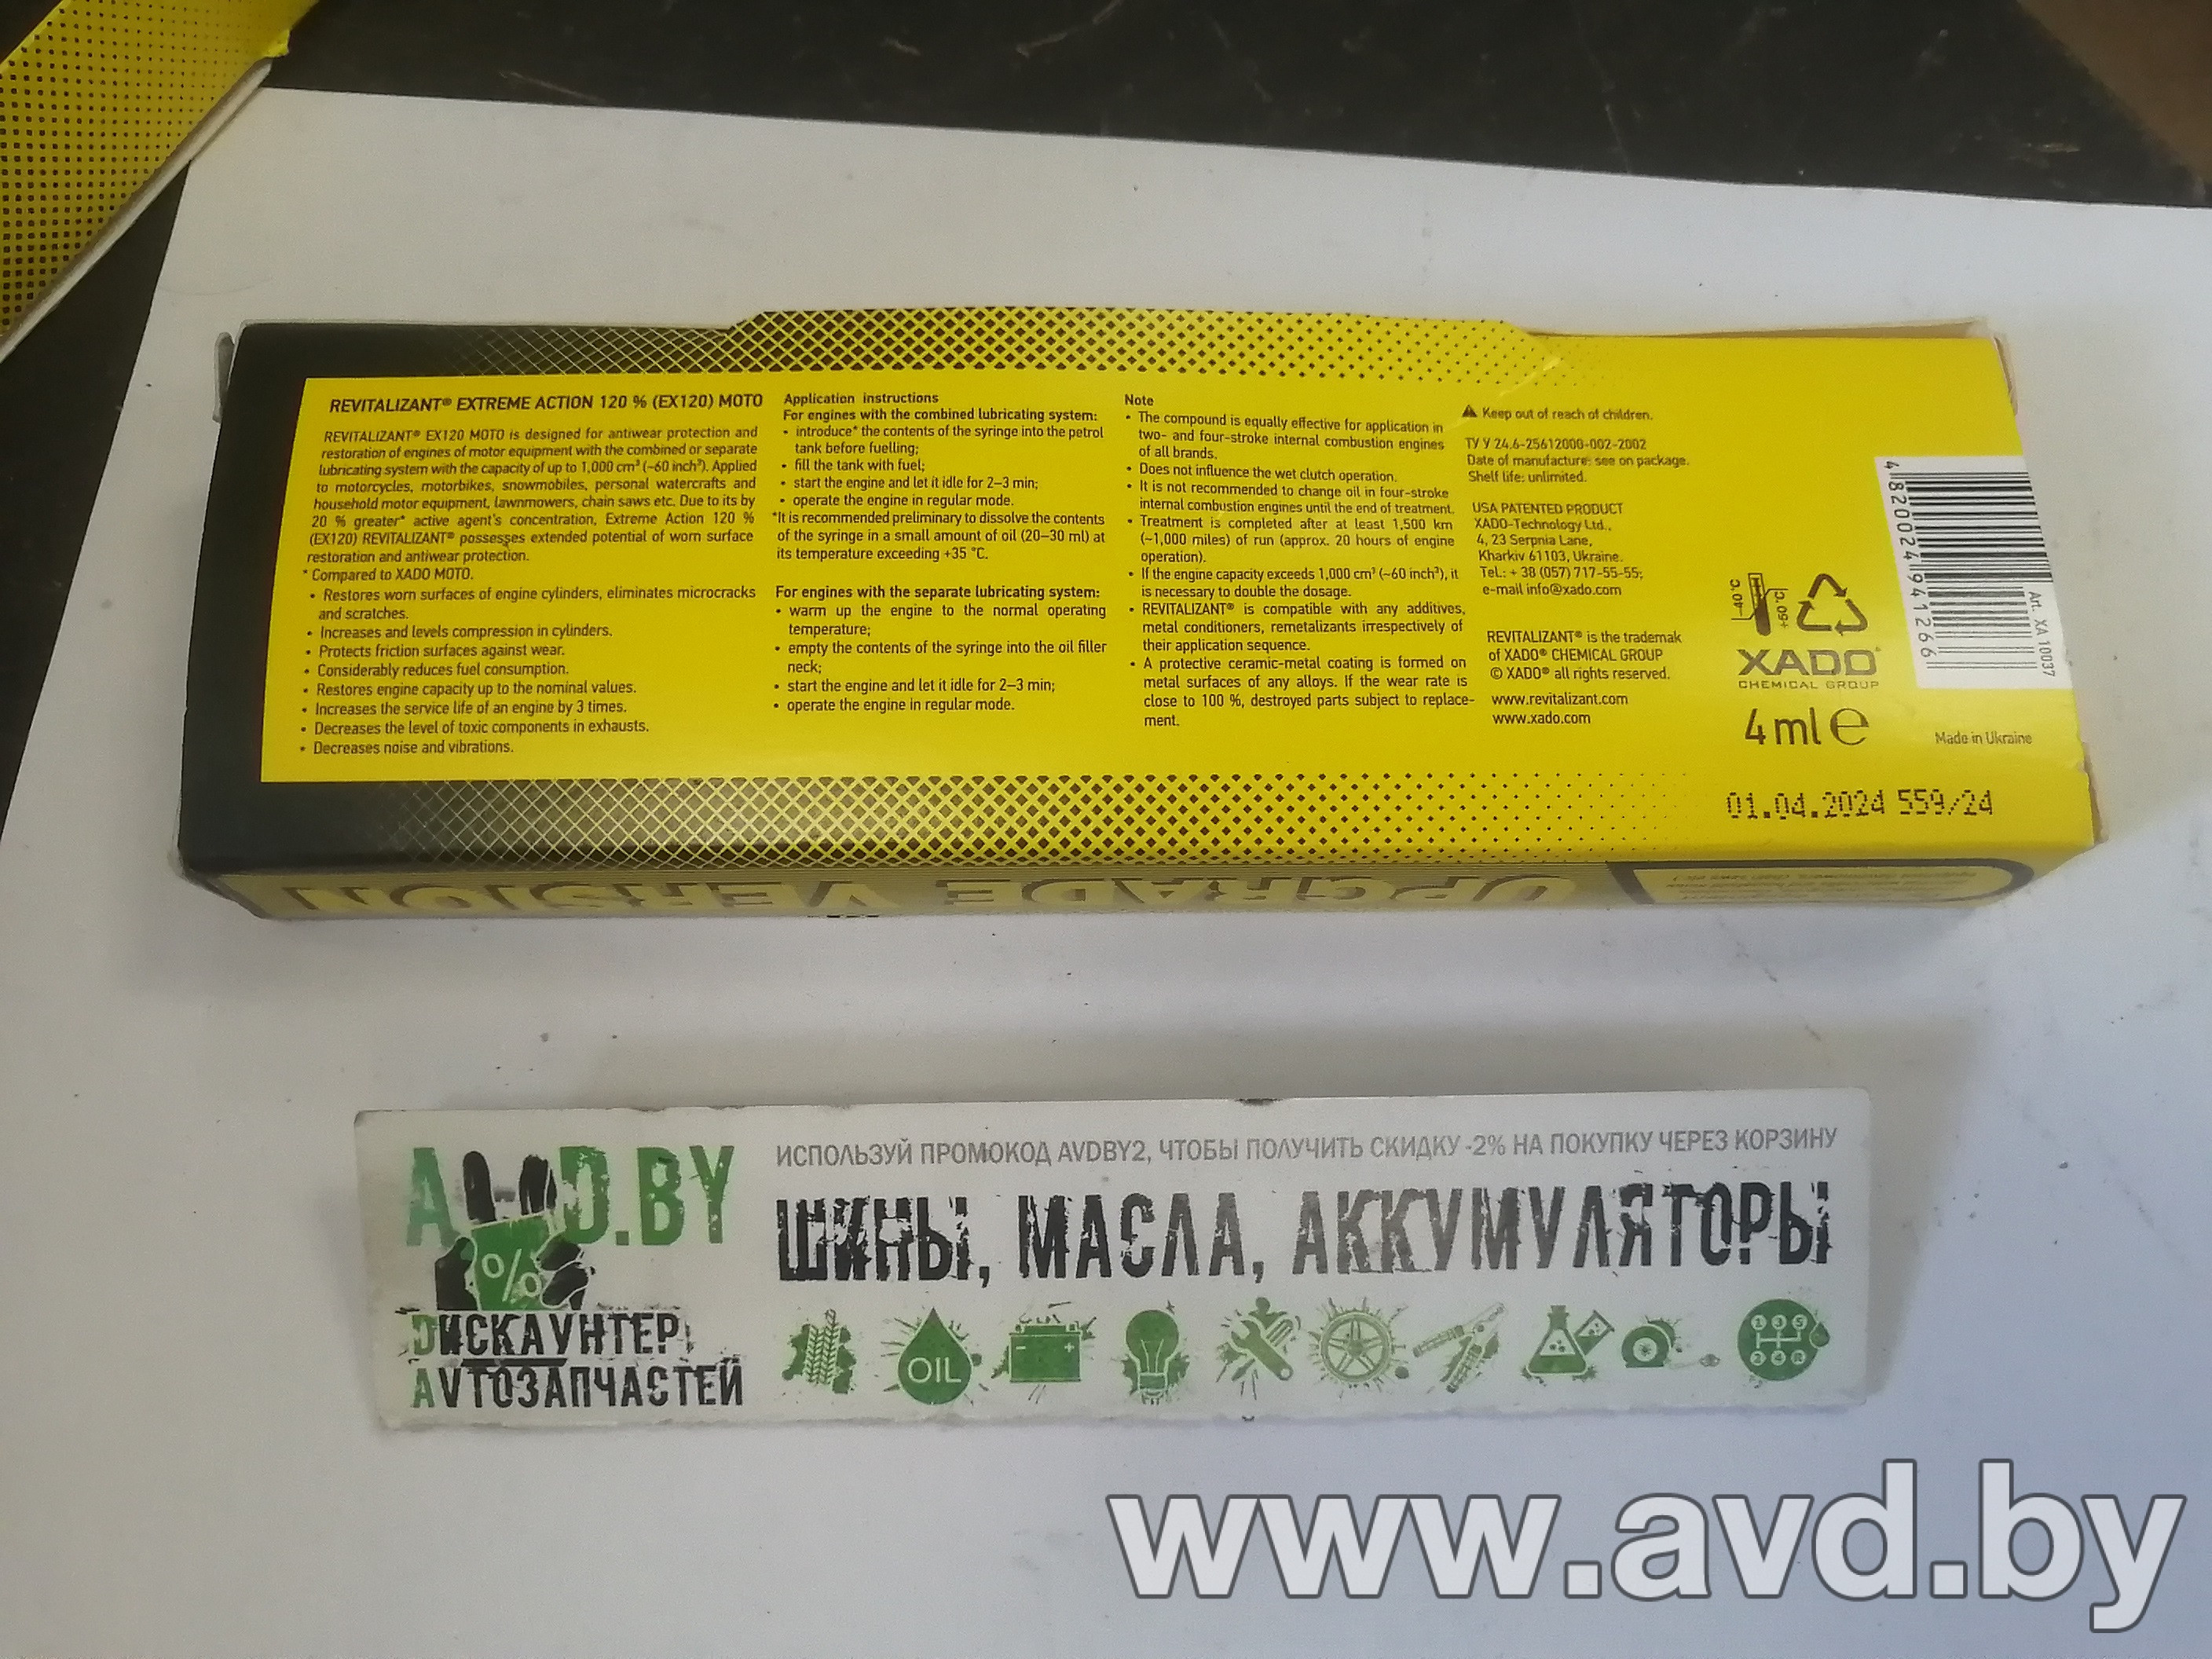 REVITALIZANT® EXTREME ACTION 120 % (EX120) MOTO
REVITALIZANT® EX120 MOTO is designed for antiwear protection and
restoration of engines of motor equipment with the combined or separate
lubricating system with the capacity of up to 1,000 cm³ (~60 inch³). Applied
to motorcycles, motorbikes, snowmobiles, personal watercrafts and
household motor equipment, lawnmowers, chain saws etc. Due to its by
20 % greater* active agent's concentration, Extreme Action 120 %
(EX120) REVITALIZANT® possesses extended potential of worn surface
restoration and antiwear protection.
* Compared to XADO MOTO.
• Restores worn surfaces of engine cylinders, eliminates microcracks
and scratches.
• Increases and levels compression in cylinders.
• Protects friction surfaces against wear.
• Considerably reduces fuel consumption.
• Restores engine capacity up to the nominal values.
• Increases the service life of an engine by 3 times.
• Decreases the level of toxic components in exhausts.
• Decreases noise and vibrations.
Application instructions
For engines with the combined lubricating system:
• introduce* the contents of the syringe into the petrol
tank before fuelling;
• fill the tank with fuel;
• start the engine and let it idle for 2–3 min;
• operate the engine in regular mode.
*It is recommended preliminary to dissolve the contents
of the syringe in a small amount of oil (20–30 ml) at
its temperature exceeding +35 °C.
For engines with the separate lubricating system:
• warm up the engine to the normal operating
temperature;
• empty the contents of the syringe into the oil filler
neck;
• start the engine and let it idle for 2–3 min;
• operate the engine in regular mode.
Note
• The compound is equally effective for application in
two- and four-stroke internal combustion engines
of all brands.
• Does not influence the wet clutch operation.
• It is not recommended to change oil in four-stroke
internal combustion engines until the end of treatment.
• Treatment is completed after at least 1,500 km
(~1,000 miles) of run (approx. 20 hours of engine
operation).
• If the engine capacity exceeds 1,000 cm³ (~60 inch³), it
is necessary to double the dosage.
• REVITALIZANT® is compatible with any additives,
metal conditioners, remetalizants irrespectively of
their application sequence.
• A protective ceramic-metal coating is formed on
metal surfaces of any alloys. If the wear rate is
close to 100 %, destroyed parts subject to replace-
ment.
Keep out of reach of children.
ТУ У 24.6-25612000-002-2002
Date of manufacture: see on package.
Shelf life: unlimited.
USA PATENTED PRODUCT
XADO-Technology Ltd.,
4, 23 Serpnia Lane,
Kharkiv 61103, Ukraine.
Tel.: + 38 (057) 717-55-55;
e-mail info@xado.com
REVITALIZANT® is the trademak
of XADO® CHEMICAL GROUP
© XADO® all rights reserved.
www.revitalizant.com
www.xado.com
-40 °C
+60 °C
XADO®
CHEMICAL GROUP
4 ml e
4 820024 941266
Art. XA 10037
Made in Ukraine
01.04.2024 559/24
UPGRADE VERSION
AVD.BY
%
DИСКАУНТЕР
АVТОЗАПЧАСТЕЙ
ИСПОЛЬЗУЙ ПРОМОКОД AVDBY2, ЧТОБЫ ПОЛУЧИТЬ СКИДКУ -2% НА ПОКУПКУ ЧЕРЕЗ КОРЗИНУ
ШИНЫ, МАСЛА, АККУМУЛЯТОРЫ
OIL
- +
1 3 5
2 4 R
www.avd.by